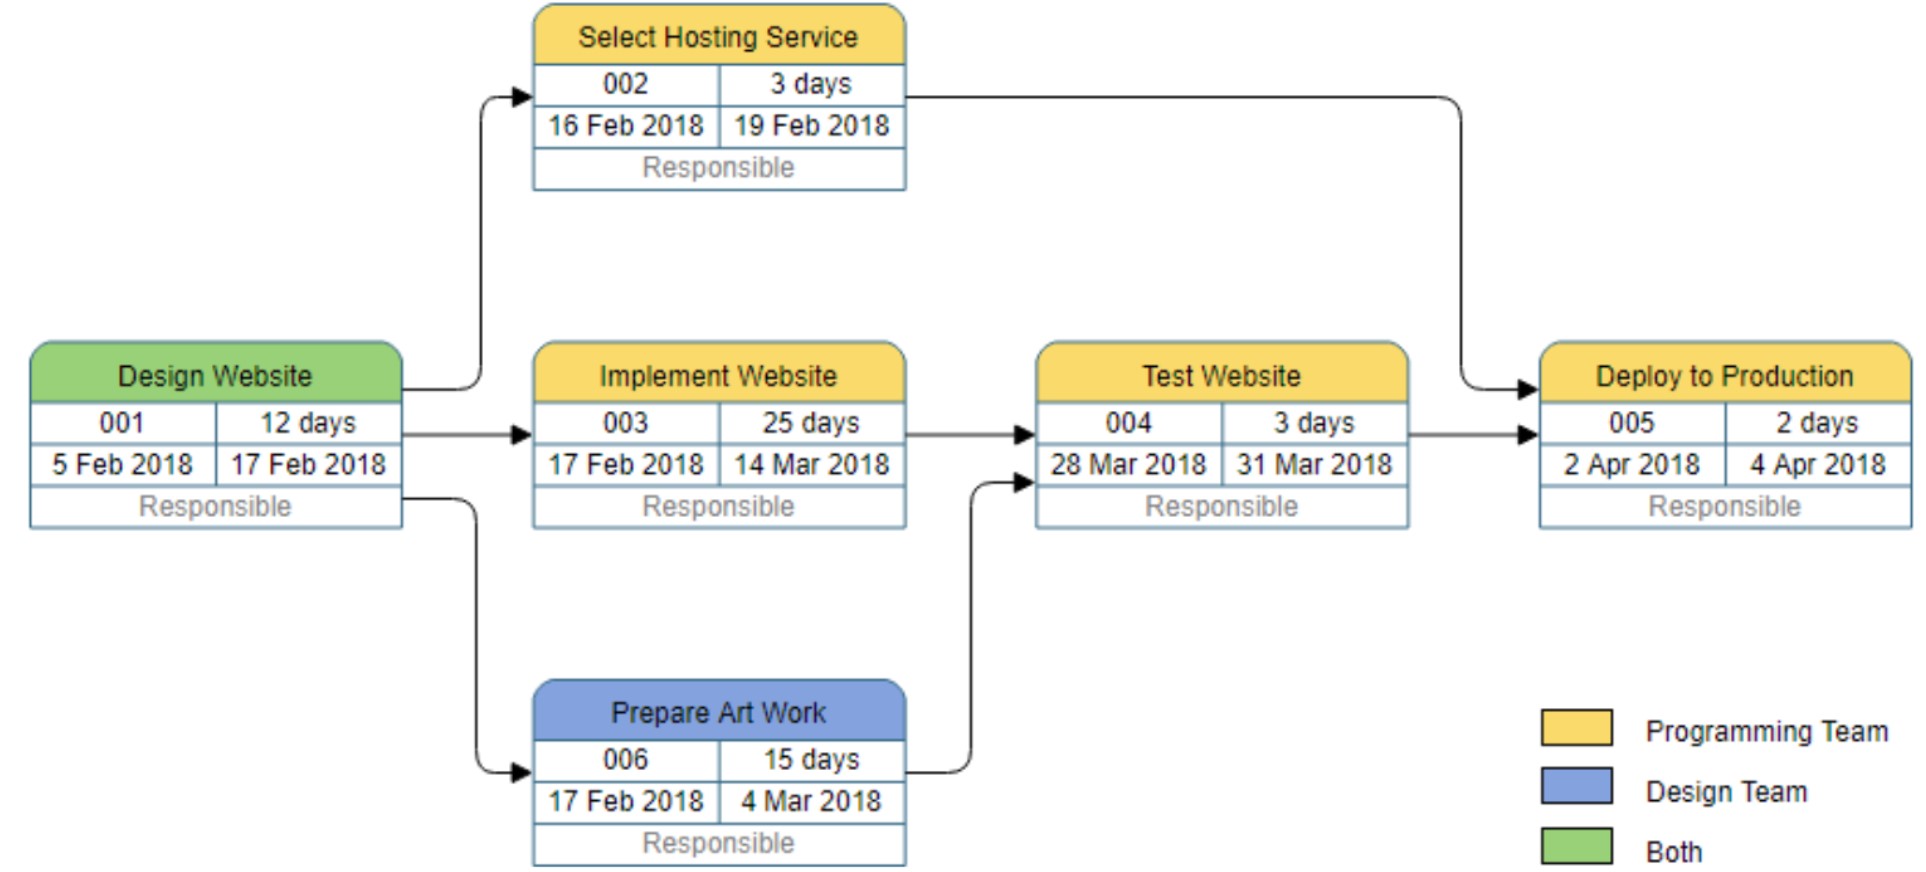 Select Hosting Service
002 3 days
16 Feb 2018 19 Feb 2018
Responsible
Design Website
001 12 days
5 Feb 2018 17 Feb 2018
Responsible
Implement Website
003 25 days
17 Feb 2018 14 Mar 2018
Responsible
Test Website
004 3 days
28 Mar 2018 31 Mar 2018
Responsible
Deploy to Production
005 2 days
2 Apr 2018 4 Apr 2018
Responsible
Prepare Art Work
006 15 days
17 Feb 2018 4 Mar 2018
Responsible
Programming Team
Design Team
Both